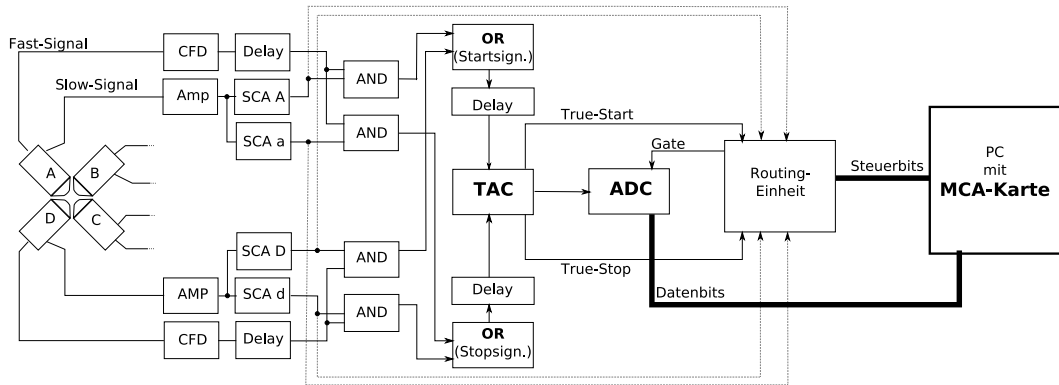 Fast-Signal
CFD
Delay
Slow-Signal
Amp
SCA A
SCA a
AND
AND
OR
(Startsign.)
Delay
True-Start
Gate
TAC
ADC
Routing-
Einheit
Steuerbits
PC
mit
MCA-Karte
A
B
D
C
SCA D
AMP
SCA d
CFD
Delay
AND
AND
True-Stop
Delay
Datenbits
OR
(Stopsign.)